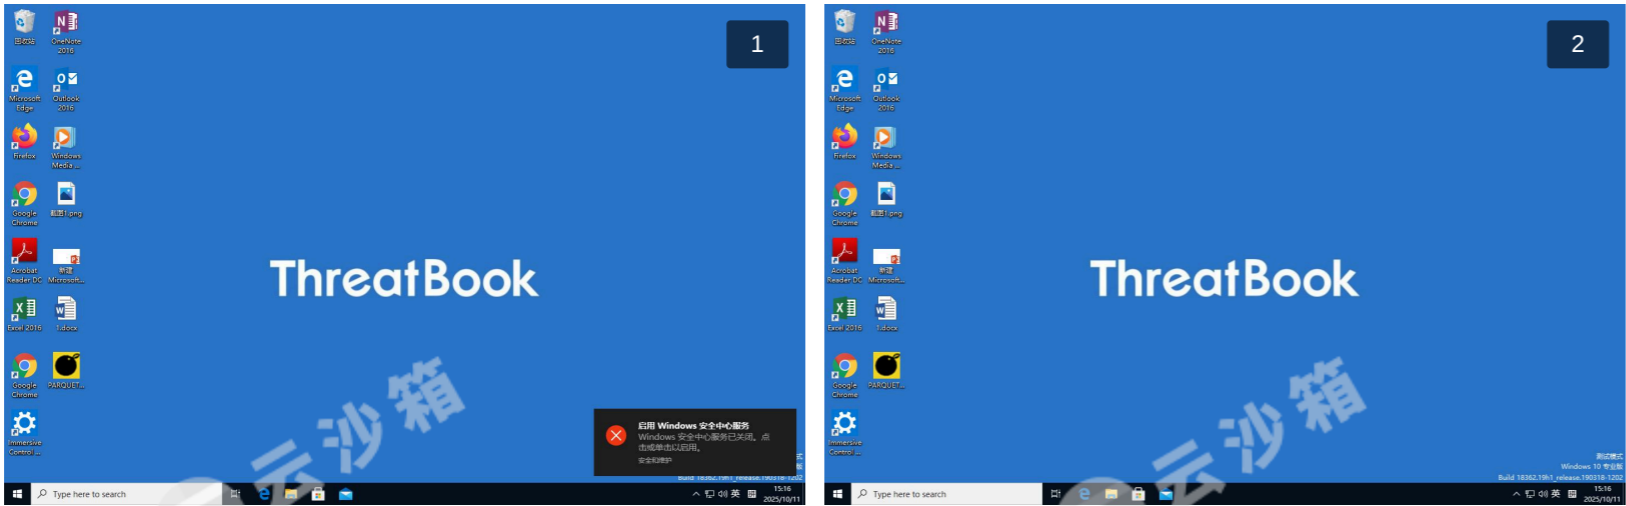 1
回收站
OneNote
2016
Microsoft
Edge
Outlook
2016
Firefox
Windows
Media ...
Google
Chrome
截图1.png
Acrobat
Reader DC
新建
Microsoft...
Excel 2016
1.docx
Google
Chrome
PARQUET...
Immersive
Control ...
ThreatBook
云沙箱
启用 Windows 安全中心服务
Windows 安全中心服务已关闭。点
击或单击以启用。
安全和维护
Build 18362.19h1_release.190318-1202
Type here to search
英
15:16
2025/10/11
2
回收站
OneNote
2016
Microsoft
Edge
Outlook
2016
Firefox
Windows
Media ...
Google
Chrome
截图1.png
Acrobat
Reader DC
新建
Microsoft...
Excel 2016
1.docx
Google
Chrome
PARQUET...
Immersive
Control ...
ThreatBook
云沙箱
测试模式
Windows 10 专业版
Build 18362.19h1_release.190318-1202
Type here to search
英
15:16
2025/10/11